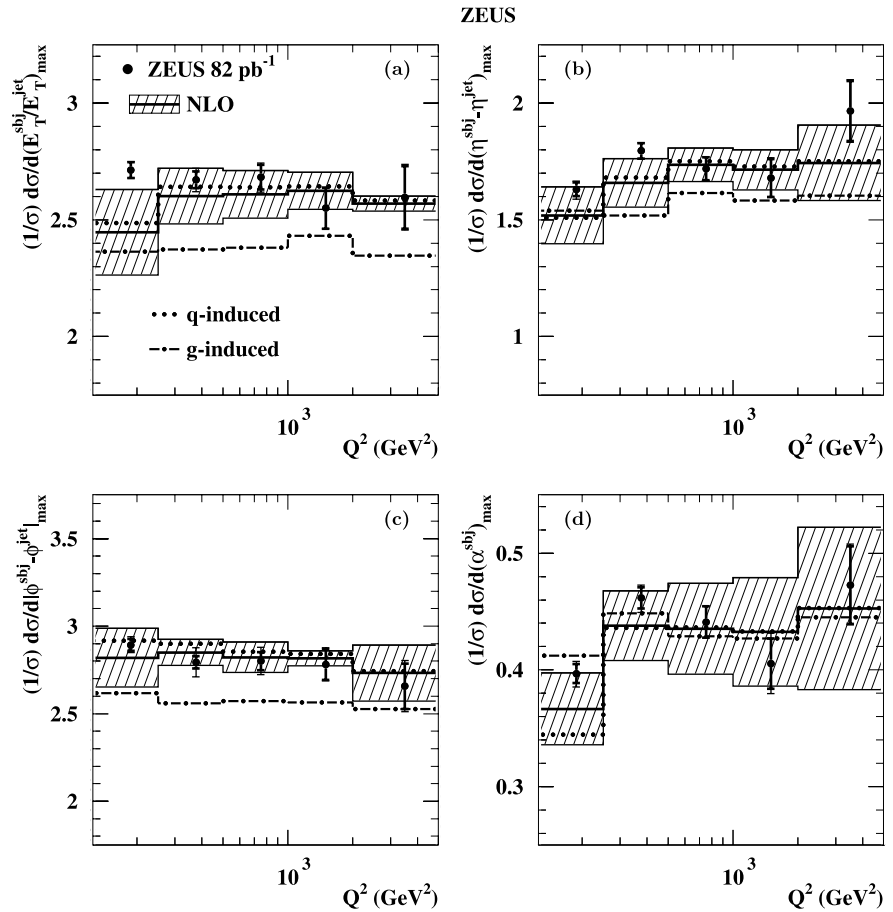 ZEUS
(1/σ) dσ/d(E_T^sbj/E_T^jet)_max
ZEUS 82 pb⁻¹
NLO
(a)
3
2.5
2
q-induced
g-induced
10³
Q² (GeV²)
(1/σ) dσ/d(η^sbj-η^jet)_max
(b)
2
1.5
1
10³
Q² (GeV²)
(1/σ) dσ/d|φ^sbj-φ^jet|_max
(c)
3.5
3
2.5
2
10³
Q² (GeV²)
(1/σ) dσ/d(α^sbj)_max
(d)
0.5
0.4
0.3
10³
Q² (GeV²)